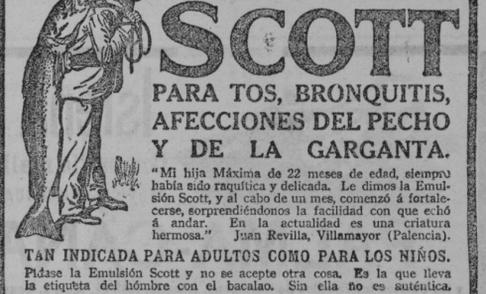 SCOTT
PARA TOS, BRONQUITIS,
AFECCIONES DEL PECHO
Y DE LA GARGANTA.
"Mi hija Máxima de 22 meses de edad, siempre
había sido raquítica y delicada. Le dimos la Emul-
sión Scott, y al cabo de un mes, comenzó á fortale-
cerse, sorprendiéndonos la facilidad con que echó
á andar. En la actualidad es una criatura
hermosa." Juan Revilla, Villamayor (Palencia).
TAN INDICADA PARA ADULTOS COMO PARA LOS NIÑOS.
Pídase la Emulsión Scott y no se acepte otra cosa. Es la que lleva
la etiqueta del hómbre con el bacalao. Sin ella no es auténtica.